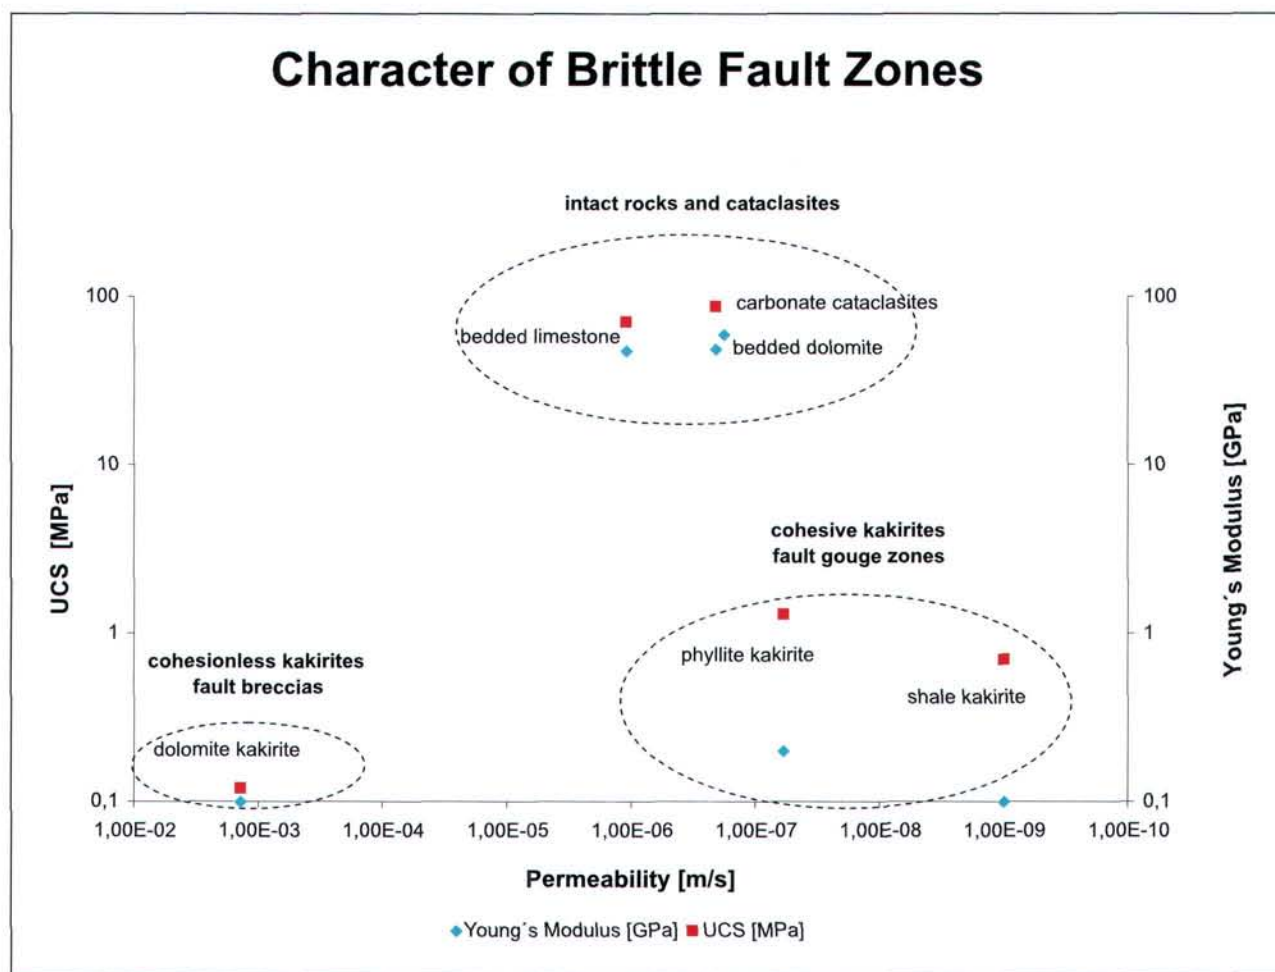 Character of Brittle Fault Zones
intact rocks and cataclasites
100
100
carbonate cataclasites
bedded limestone
bedded dolomite
10
10
UCS [MPa]
Young´s Modulus [GPa]
cohesive kakirites
fault gouge zones
1
1
phyllite kakirite
cohesionless kakirites
fault breccias
shale kakirite
dolomite kakirite
0,1
0,1
1,00E-02 1,00E-03 1,00E-04 1,00E-05 1,00E-06 1,00E-07 1,00E-08 1,00E-09 1,00E-10
Permeability [m/s]
Young´s Modulus [GPa] UCS [MPa]